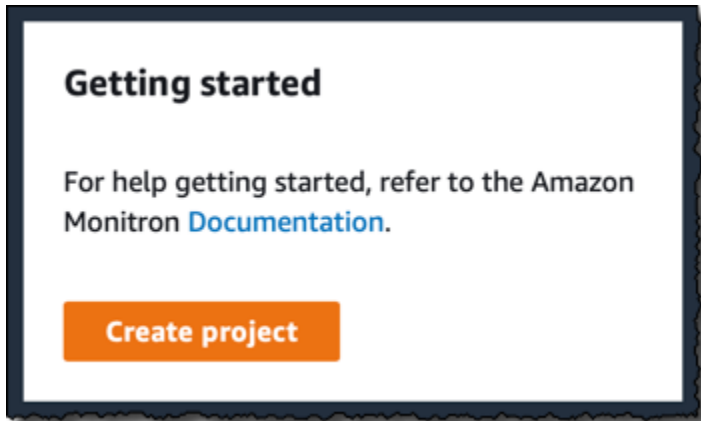 Getting started
For help getting started, refer to the Amazon
Monitron Documentation.
Create project